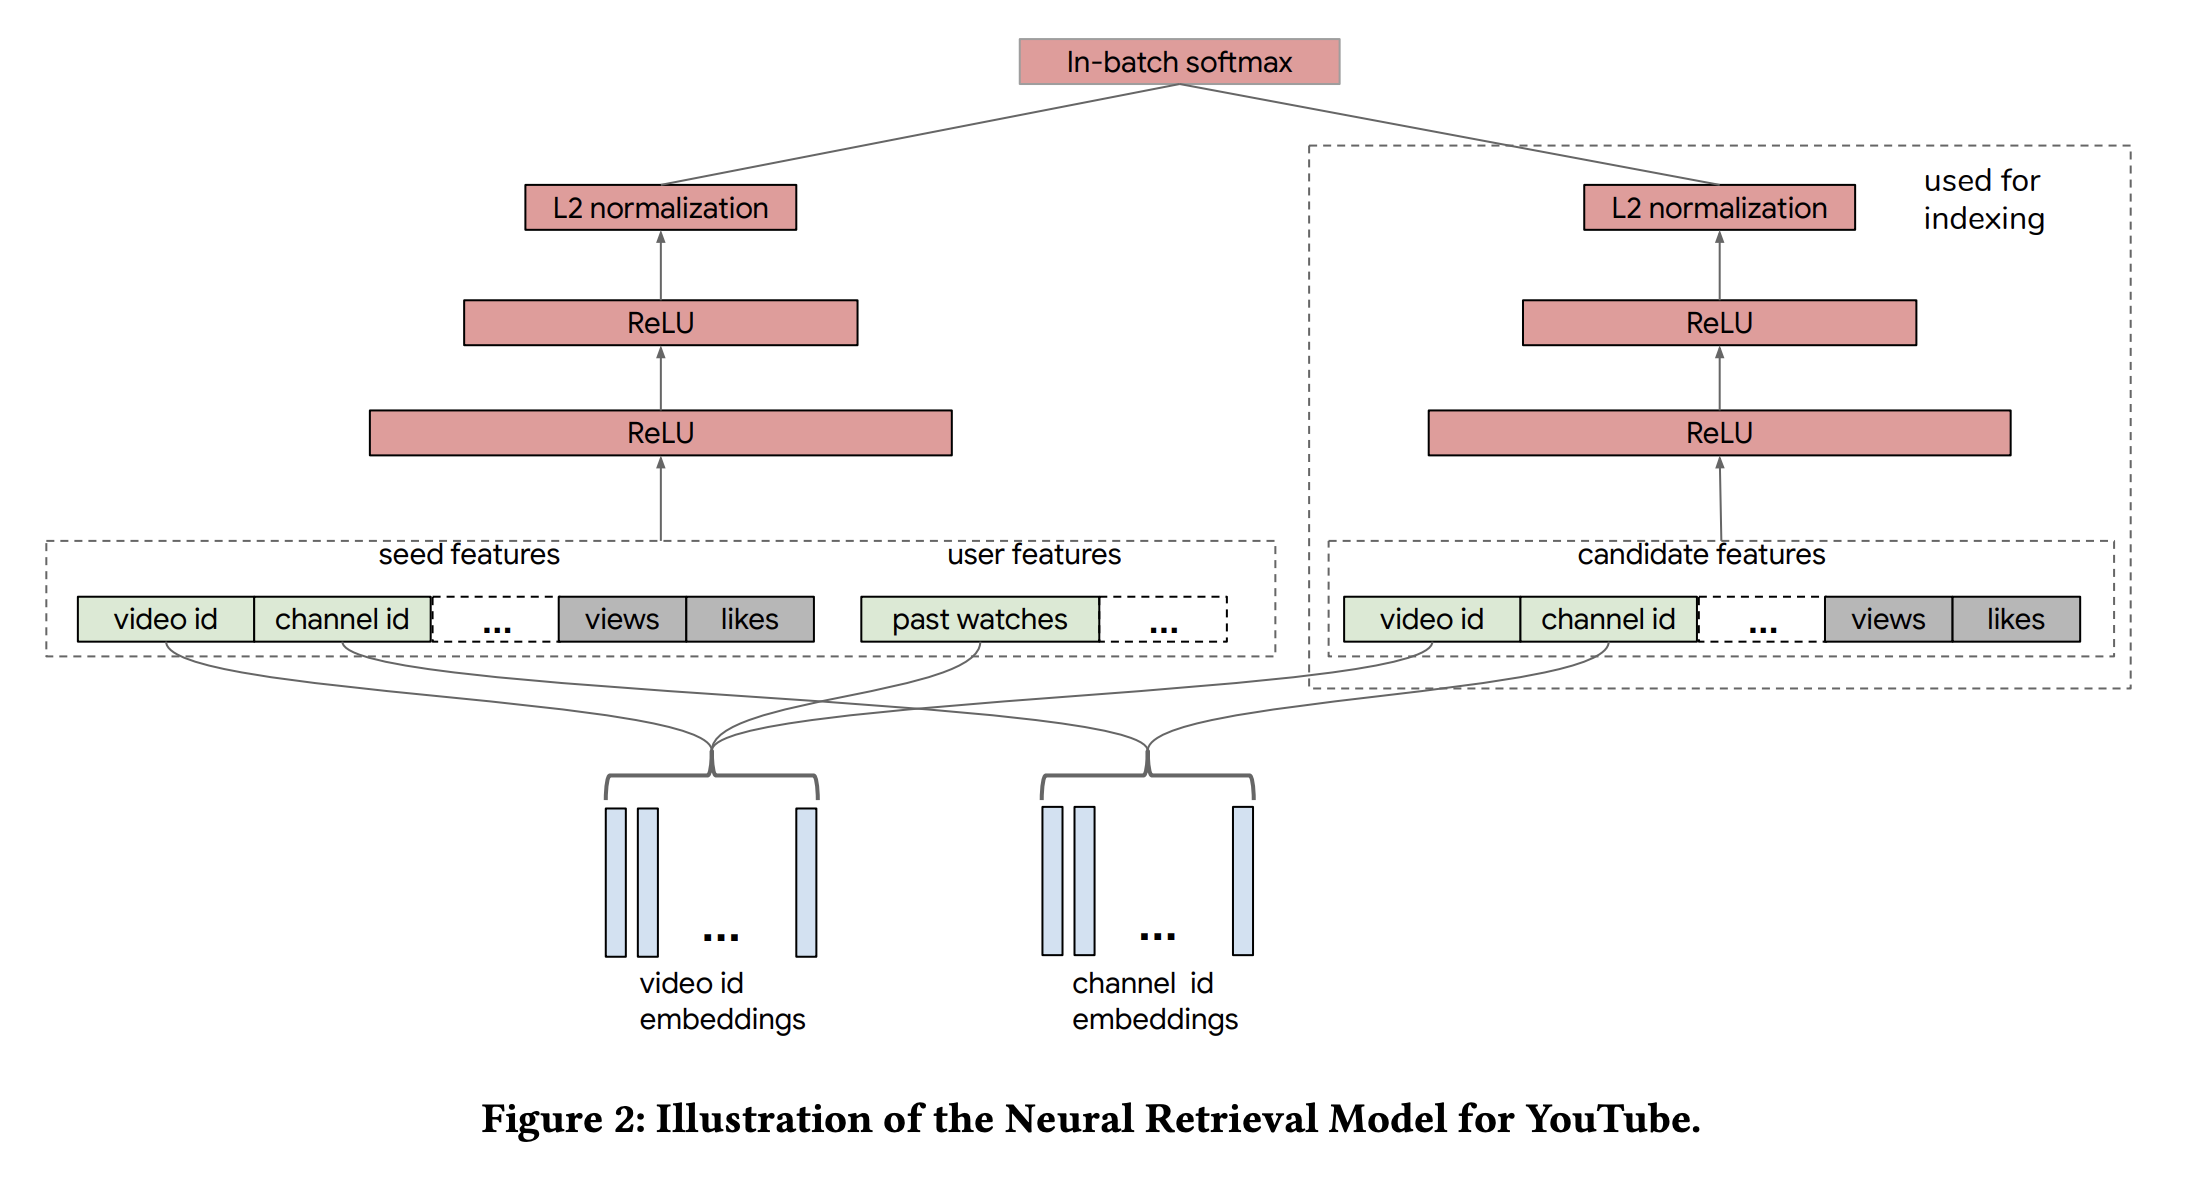 In-batch softmax
used for
indexing
L2 normalization
L2 normalization
ReLU
ReLU
ReLU
ReLU
seed features
user features
candidate features
video id
channel id
...
views
likes
past watches
...
video id
channel id
...
views
likes
...
...
video id
embeddings
channel id
embeddings
Figure 2: Illustration of the Neural Retrieval Model for YouTube.